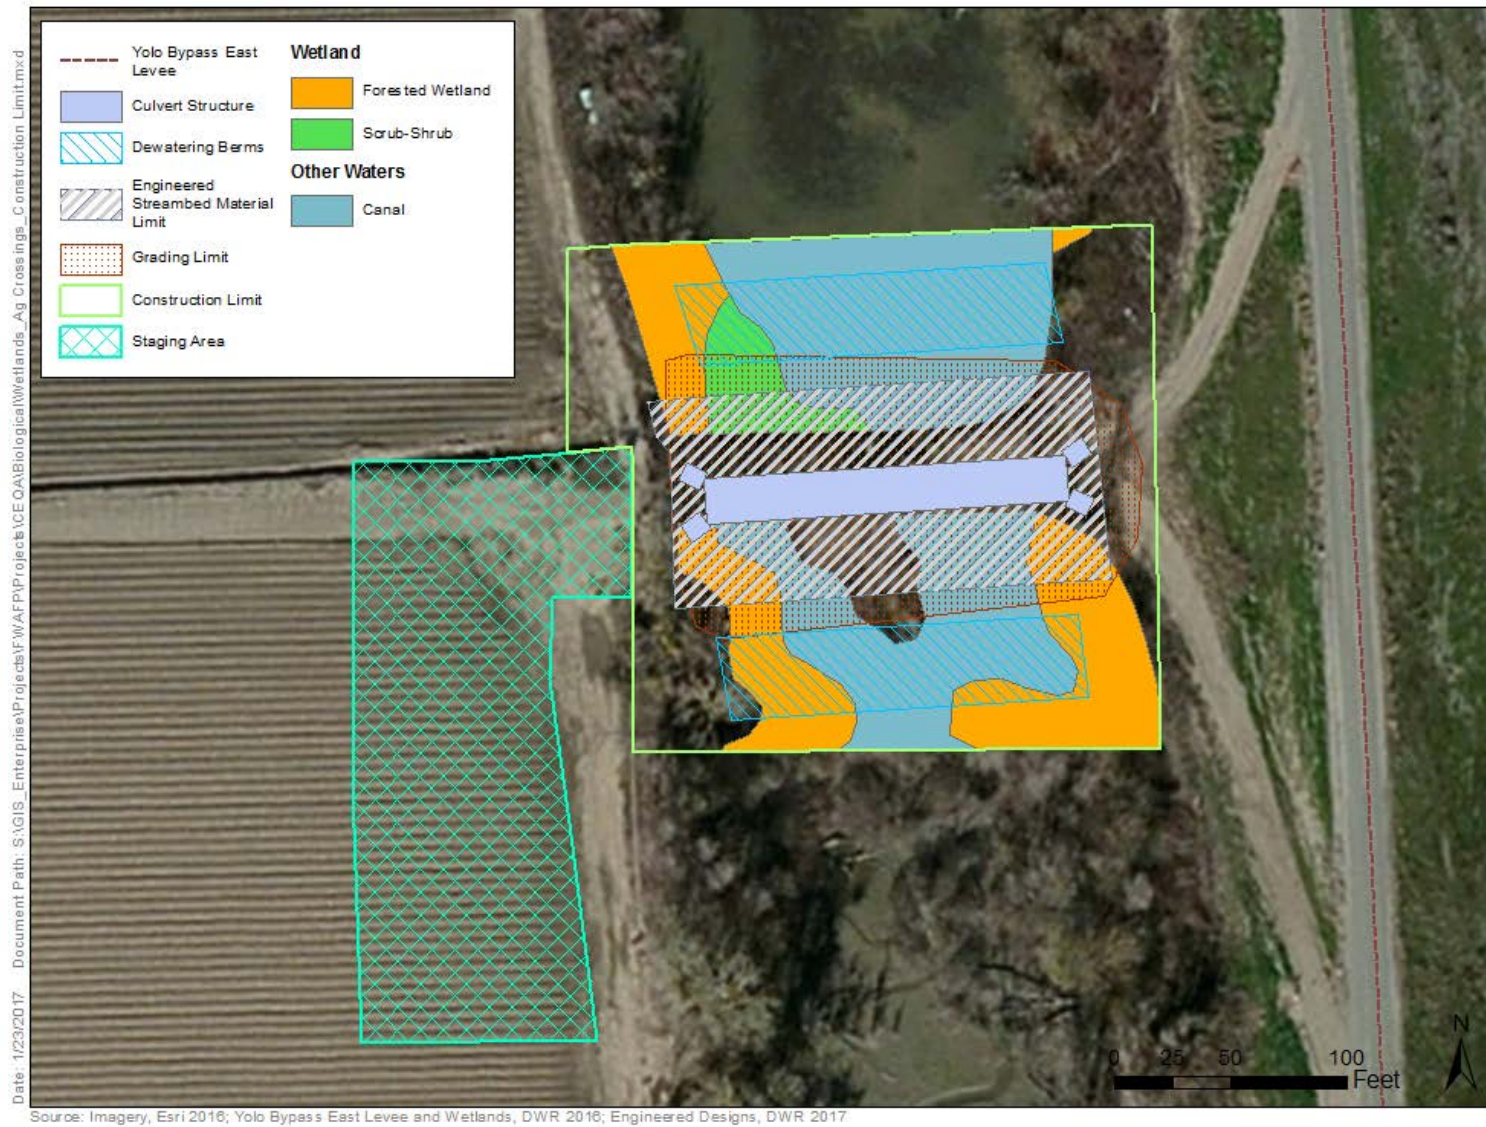 Yolo Bypass East
Levee
Culvert Structure
Dewatering Berms
Engineered
Streambed Material
Limit
Grading Limit
Construction Limit
Staging Area
Wetland
Forested Wetland
Scrub-Shrub
Other Waters
Canal
N
0 25 50 100
Feet
Date: 1/23/2017 Document Path: S:\GIS_Enterprise\Projects\FWAFP\Projects\CEQA\Biological\Wetlands_Ag Crossings_Construction Limit.mxd
Source: Imagery, Esri 2016; Yolo Bypass East Levee and Wetlands, DWR 2016; Engineered Designs, DWR 2017